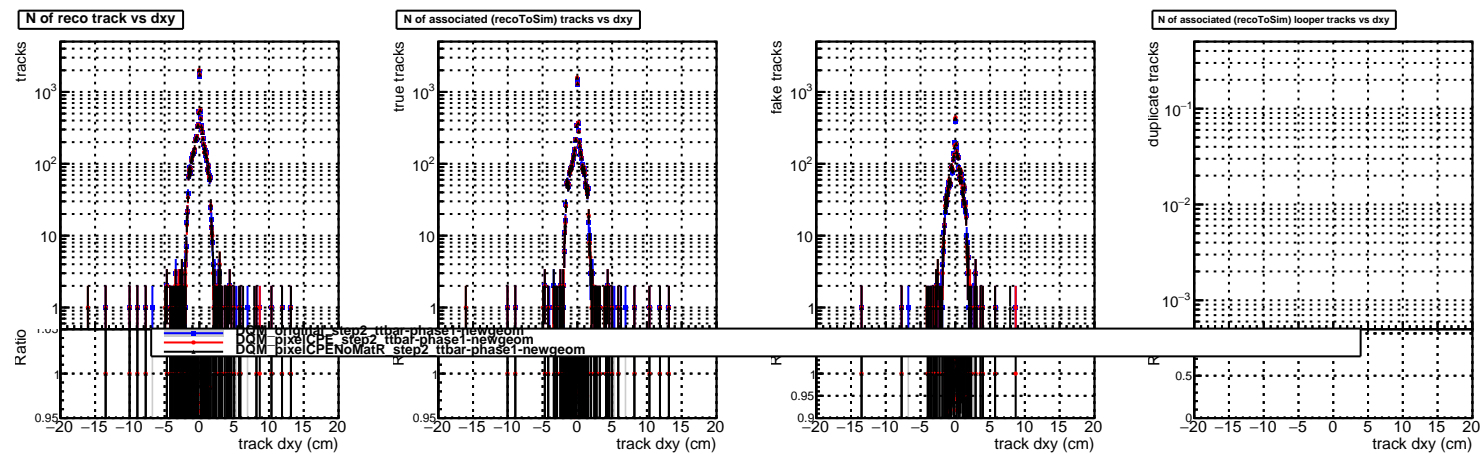 N of reco track vs dxy
tracks
10³
10²
10
1
1.05
Ratio
1
0.95
−20 −15 −10 −5 0 5 10 15 20
track dxy (cm)
N of associated (recoToSim) tracks vs dxy
true tracks
10³
10²
10
1
0.95
−20 −15 −10 −5 0 5 10 15 20
track dxy (cm)
fake tracks
10³
10²
10
1
1
0.95
0.9
−20 −15 −10 −5 0 5 10 15 20
track dxy (cm)
N of associated (recoToSim) looper tracks vs dxy
duplicate tracks
10⁻¹
10⁻²
10⁻³
0.5
0
−20 −15 −10 −5 0 5 10 15 20
track dxy (cm)
DQM_original_step2_ttbar-phase1-newgeom
DQM_pixelCPE_step2_ttbar-phase1-newgeom
DQM_pixelCPENoMatR_step2_ttbar-phase1-newgeom